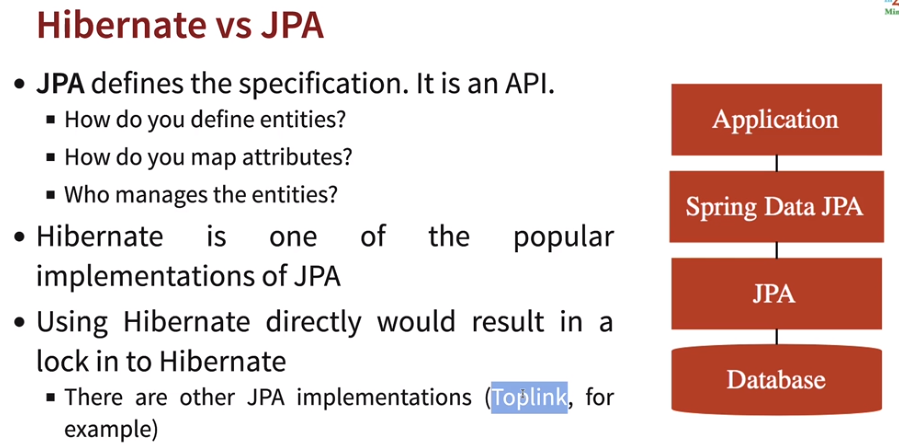 Hibernate vs JPA
• JPA defines the specification. It is an API.
▪ How do you define entities?
▪ How do you map attributes?
▪ Who manages the entities?
• Hibernate is one of the popular
implementations of JPA
• Using Hibernate directly would result in a
lock in to Hibernate
▪ There are other JPA implementations (Toplink, for
example)
Application
Spring Data JPA
JPA
Database